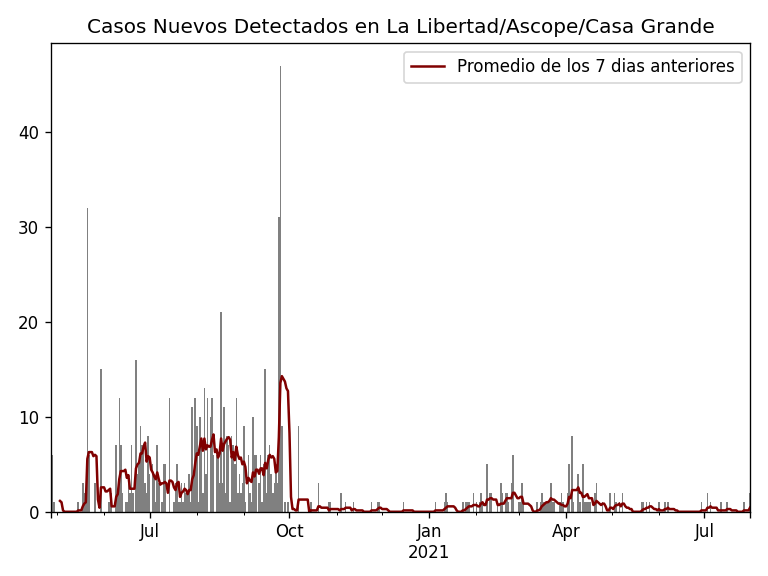 Casos Nuevos Detectados en La Libertad/Ascope/Casa Grande
Promedio de los 7 dias anteriores
40
30
20
10
0
Jul
Oct
Jan
2021
Apr
Jul